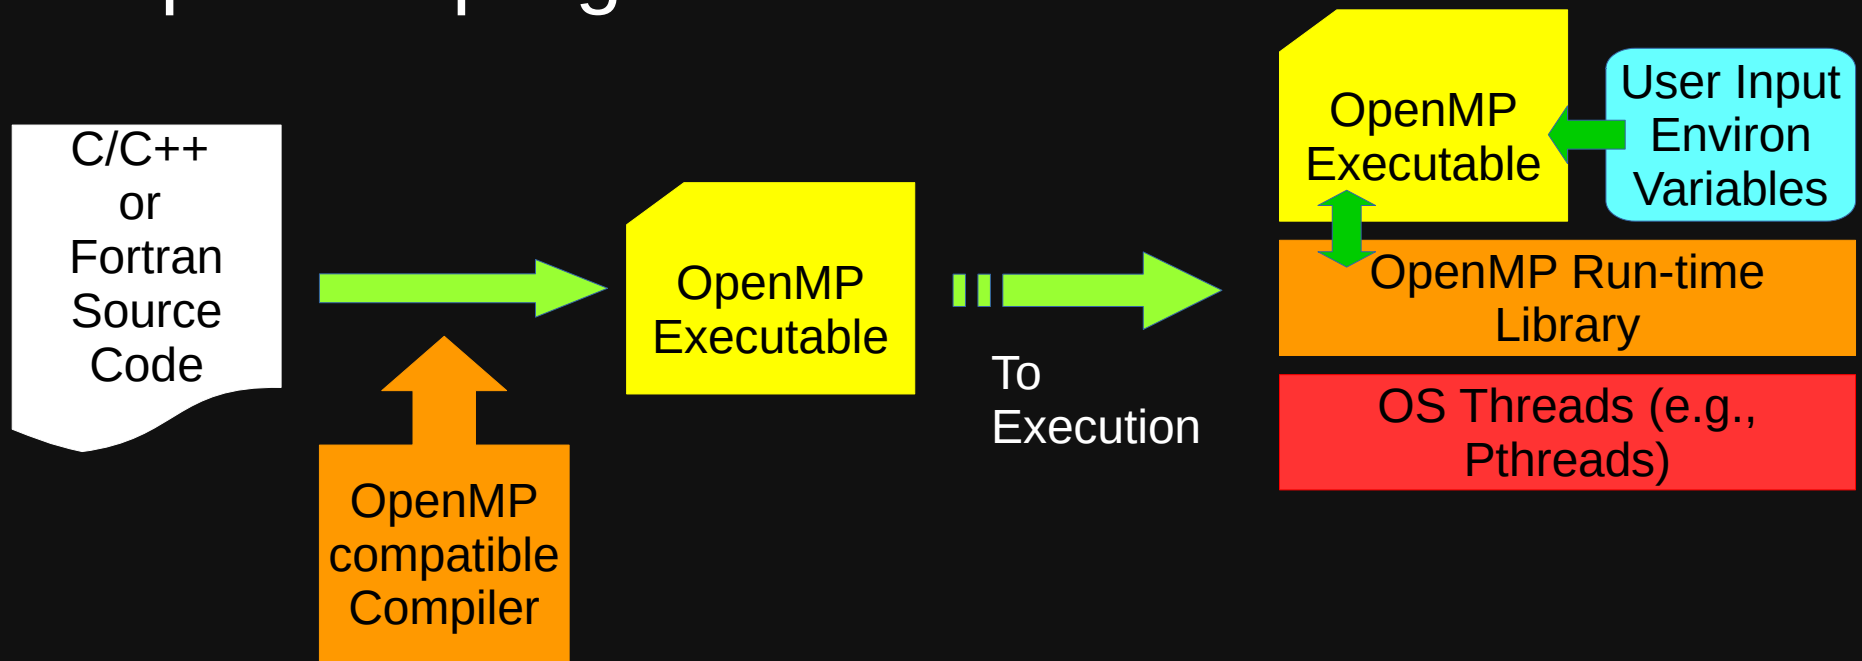 C/C++
or
Fortran
Source
Code
OpenMP
compatible
Compiler
OpenMP
Executable
To
Execution
OpenMP
Executable
User Input
Environ
Variables
OpenMP Run-time
Library
OS Threads (e.g.,
Pthreads)